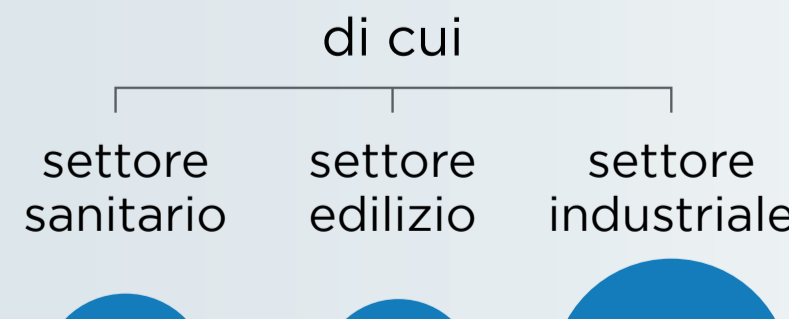 di cui
settore
sanitario
settore
edilizio
settore
industriale